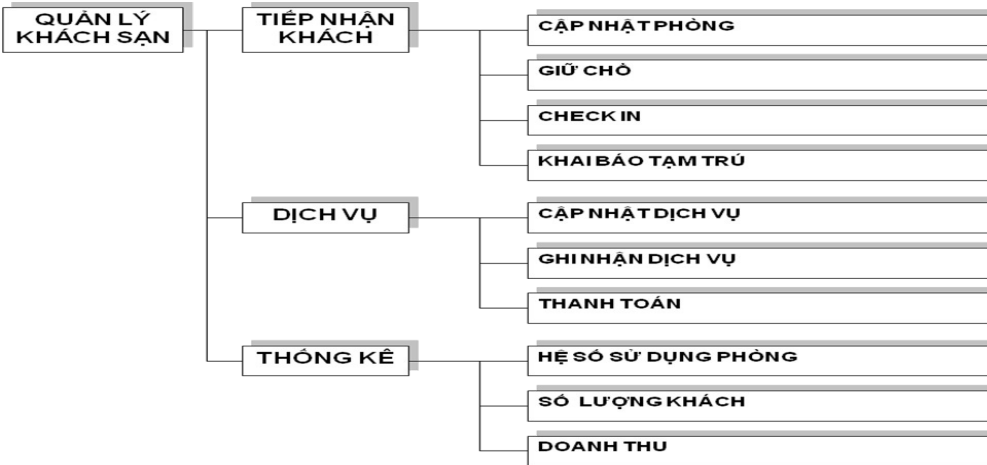 QUẢN LÝ
KHÁCH SẠN
TIẾP NHẬN
KHÁCH
CẬP NHẬT PHÒNG
GIỮ CHỖ
CHECK IN
KHAI BÁO TẠM TRÚ
DỊCH VỤ
CẬP NHẬT DỊCH VỤ
GHI NHẬN DỊCH VỤ
THANH TOÁN
THỐNG KÊ
HỆ SỐ SỬ DỤNG PHÒNG
SỐ LƯỢNG KHÁCH
DOANH THU